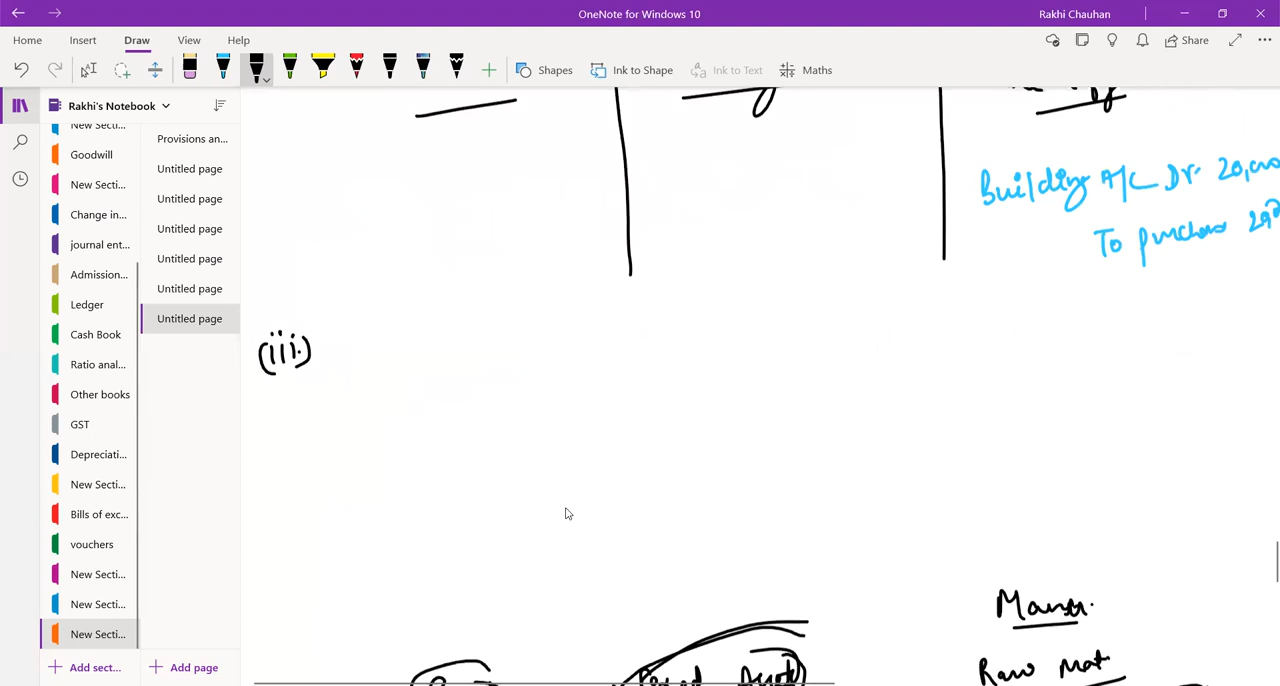 OneNote for Windows 10
Rakhi Chauhan
Home Insert Draw View Help
Share
Shapes
Ink to Shape
Ink to Text
Maths
Rakhi's Notebook
New Secti...
Goodwill
New Secti...
Change in...
journal ent...
Admission...
Ledger
Cash Book
Ratio anal...
Other books
GST
Depreciati...
New Secti...
Bills of exc...
vouchers
New Secti...
New Secti...
New Secti...
Add sect...
Provisions an...
Untitled page
Untitled page
Untitled page
Untitled page
Untitled page
Untitled page
Add page
Building A/C Dr. 20,000
To purchase
(iii.)
Raw Mat